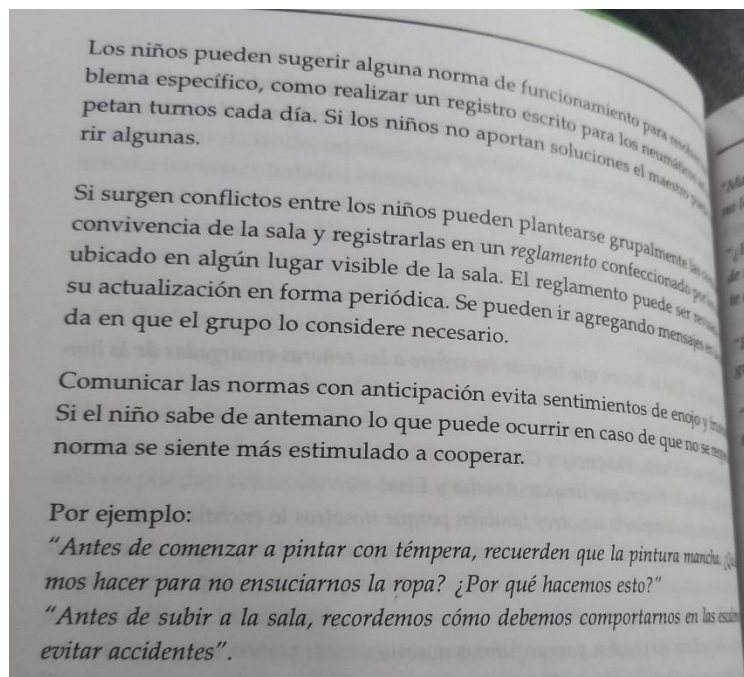 Los niños pueden sugerir alguna norma de funcionamiento para
blema específico, como realizar un registro escrito para los neumáticos
petan turnos cada día. Si los niños no aportan soluciones el maestro
rir algunas.
Si surgen conflictos entre los niños pueden plantearse grupalmente
convivencia de la sala y registrarlas en un reglamento confeccionado
ubicado en algún lugar visible de la sala. El reglamento puede ser
su actualización en forma periódica. Se pueden ir agregando mensajes
da en que el grupo lo considere necesario.
Comunicar las normas con anticipación evita sentimientos de enojo y
Si el niño sabe de antemano lo que puede ocurrir en caso de que no se
norma se siente más estimulado a cooperar.
Por ejemplo:
“Antes de comenzar a pintar con témpera, recuerden que la pintura mancha.
mos hacer para no ensuciarnos la ropa? ¿Por qué hacemos esto?”
“Antes de subir a la sala, recordemos cómo debemos comportarnos en las
evitar accidentes”.